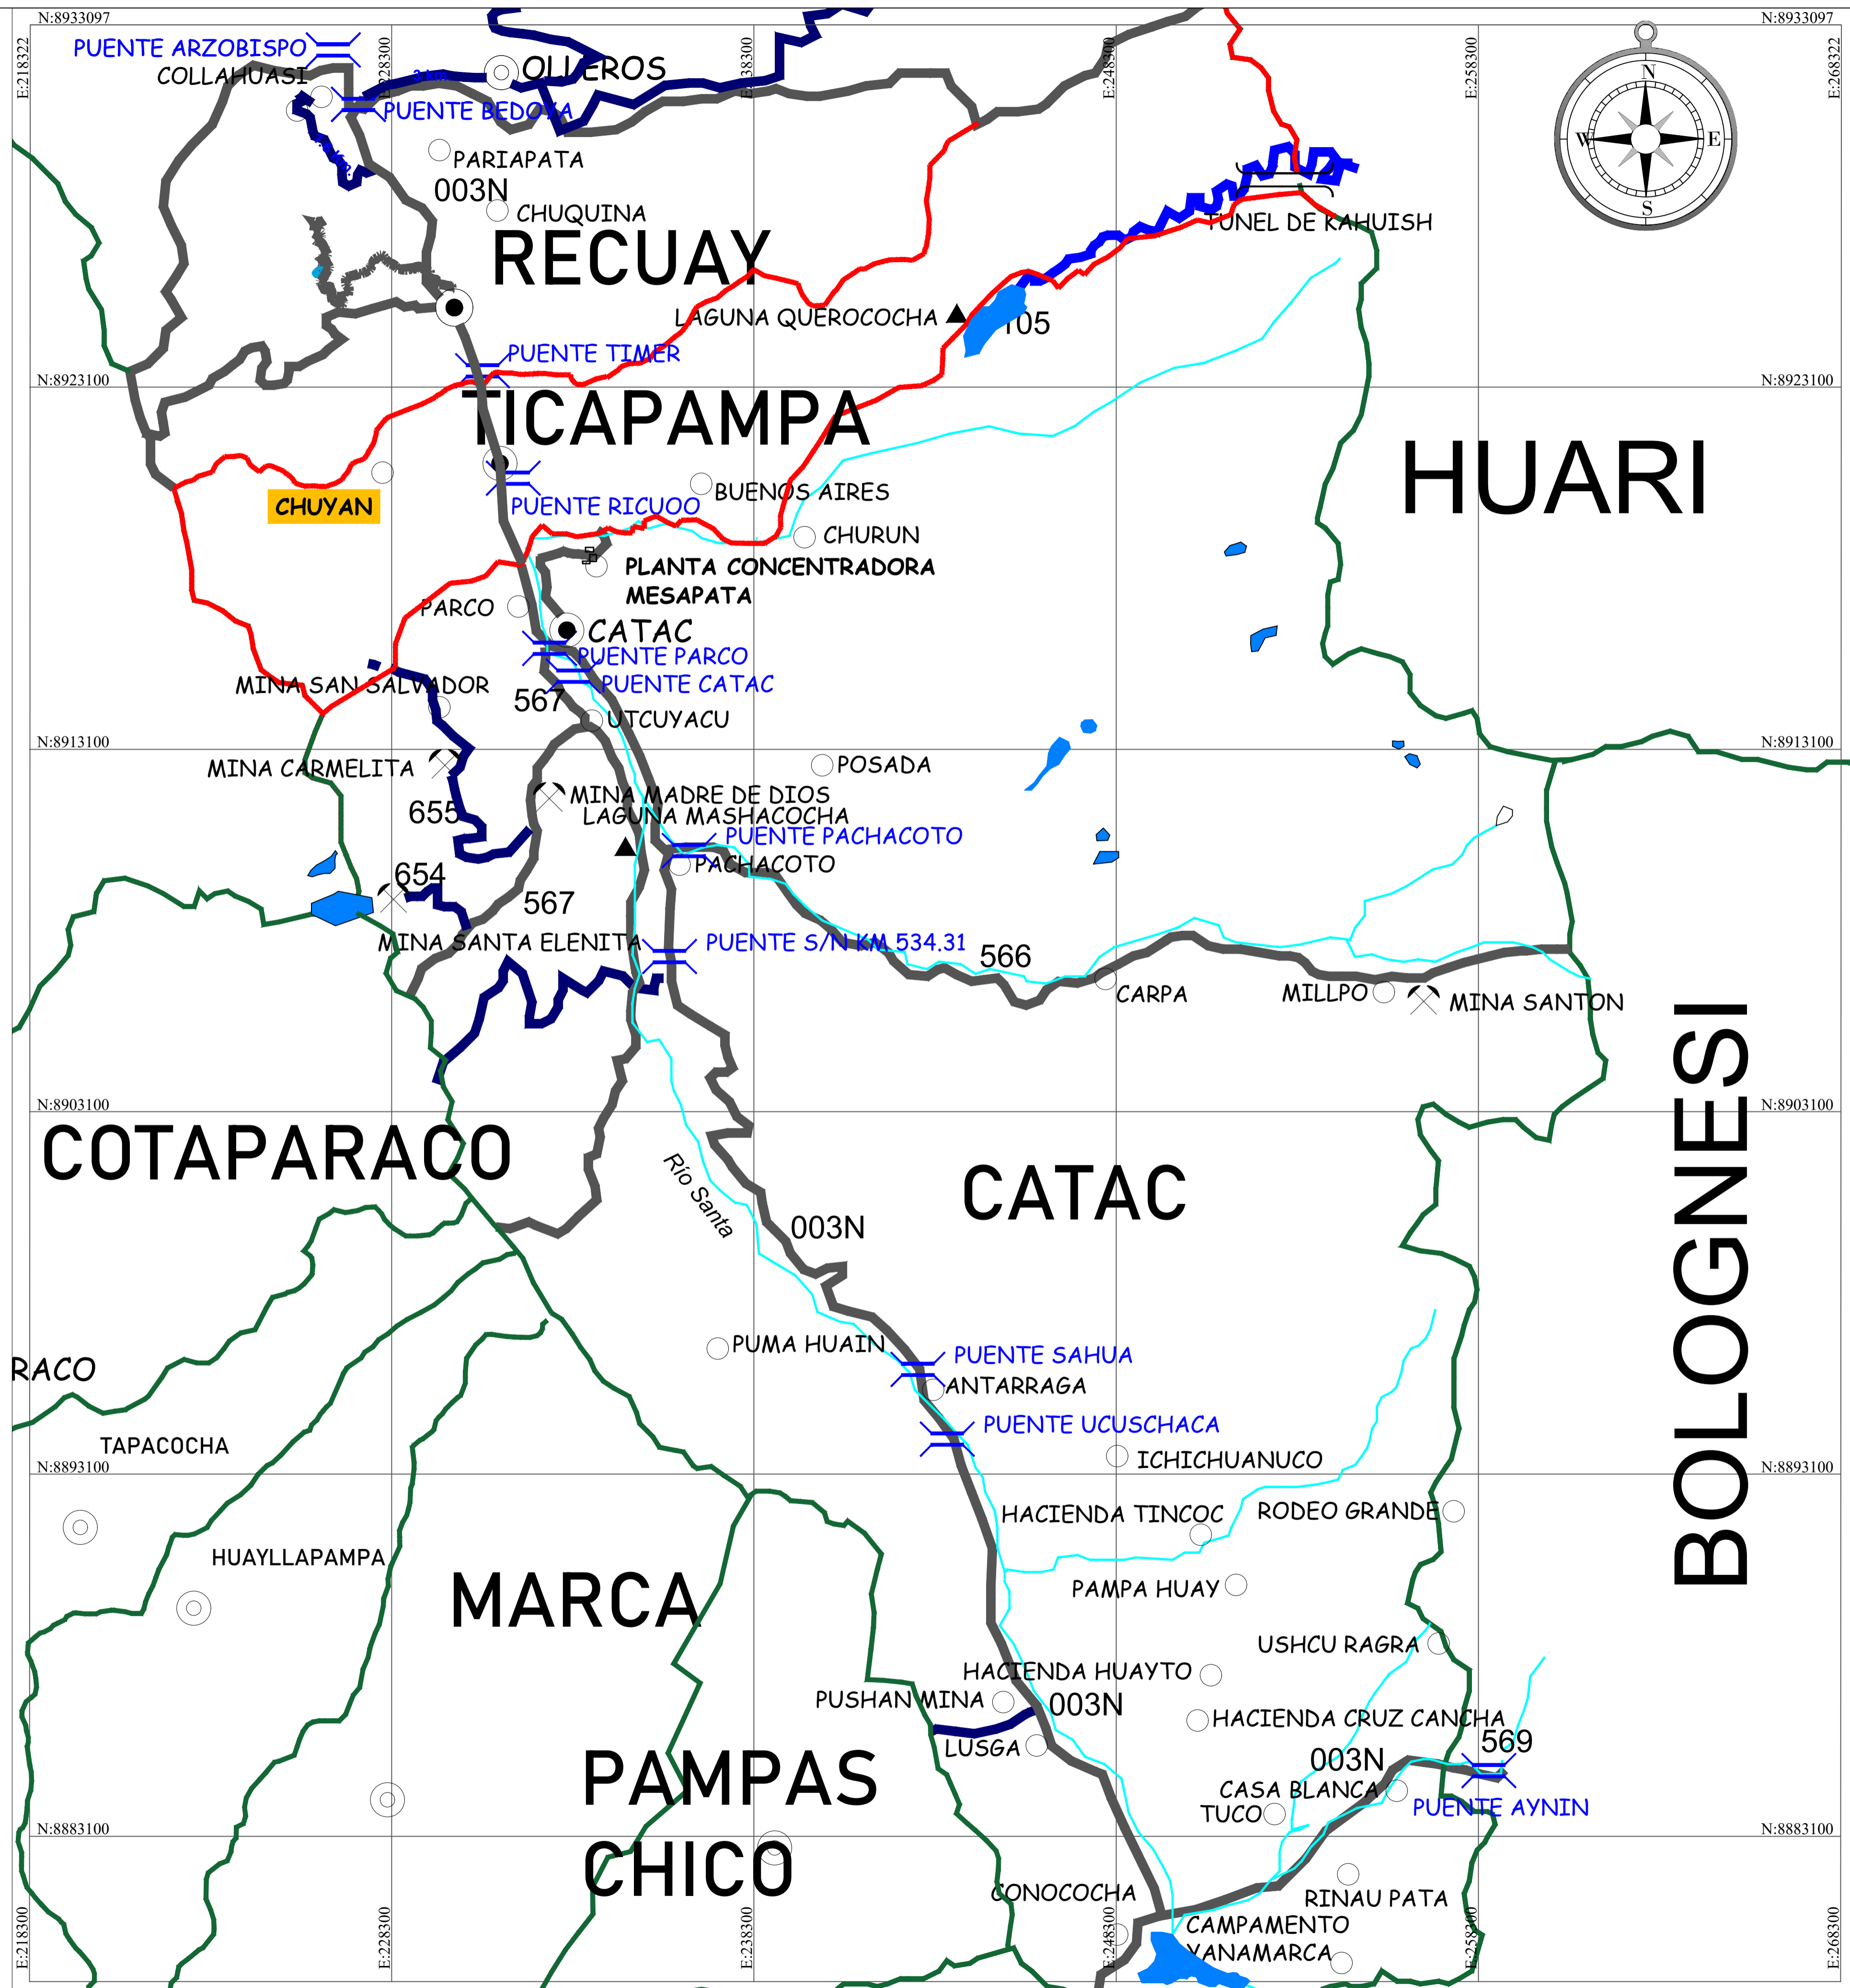 N:8933097
N:8933097
E:218322
E:228300
E:238300
E:248300
E:258300
E:268322
PUENTE ARZOBISPO
COLLAHUASI
3 km
OLLEROS
PUENTE BEDOYA
PARIAPATA
003N
CHUQUINA
RECUAY
N
W
E
S
TUNEL DE KAHUISH
LAGUNA QUEROCOCHA
105
PUENTE TIMER
N:8923100
N:8923100
TICAPAMPA
HUARI
CHUYAN
BUENOS AIRES
PUENTE RICUOO
CHURUN
PLANTA CONCENTRADORA
MESAPATA
PARCO
CATAC
PUENTE PARCO
PUENTE CATAC
MINA SAN SALVADOR
567
UTCUYACU
N:8913100
N:8913100
MINA CARMELITA
POSADA
MINA MADRE DE DIOS
655
LAGUNA MASHACOCHA
PUENTE PACHACOTO
PACHACOTO
654
567
MINA SANTA ELENITA
PUENTE S/N KM 534.31
566
CARPA
MILLPO
MINA SANTON
N:8903100
N:8903100
COTAPARACO
CATAC
BOLOGNESI
Río Santa
003N
PUMA HUAIN
PUENTE SAHUA
RACO
ANTARRAGA
PUENTE UCUSCHACA
TAPACOCHA
ICHICHUANUCO
N:8893100
N:8893100
HACIENDA TINCOC
RODEO GRANDE
HUAYLLAPAMPA
MARCA
PAMPA HUAY
USHCU RAGRA
HACIENDA HUAYTO
PUSHAN MINA
003N
HACIENDA CRUZ CANCHA
LUSGA
569
003N
PAMPAS
CHICO
CASA BLANCA
PUENTE AYNIN
TUCO
N:8883100
N:8883100
CONOCOCHA
RINAU PATA
CAMPAMENTO
YANAMARCA
E:218300
E:228300
E:238300
E:248300
E:258300
E:268300